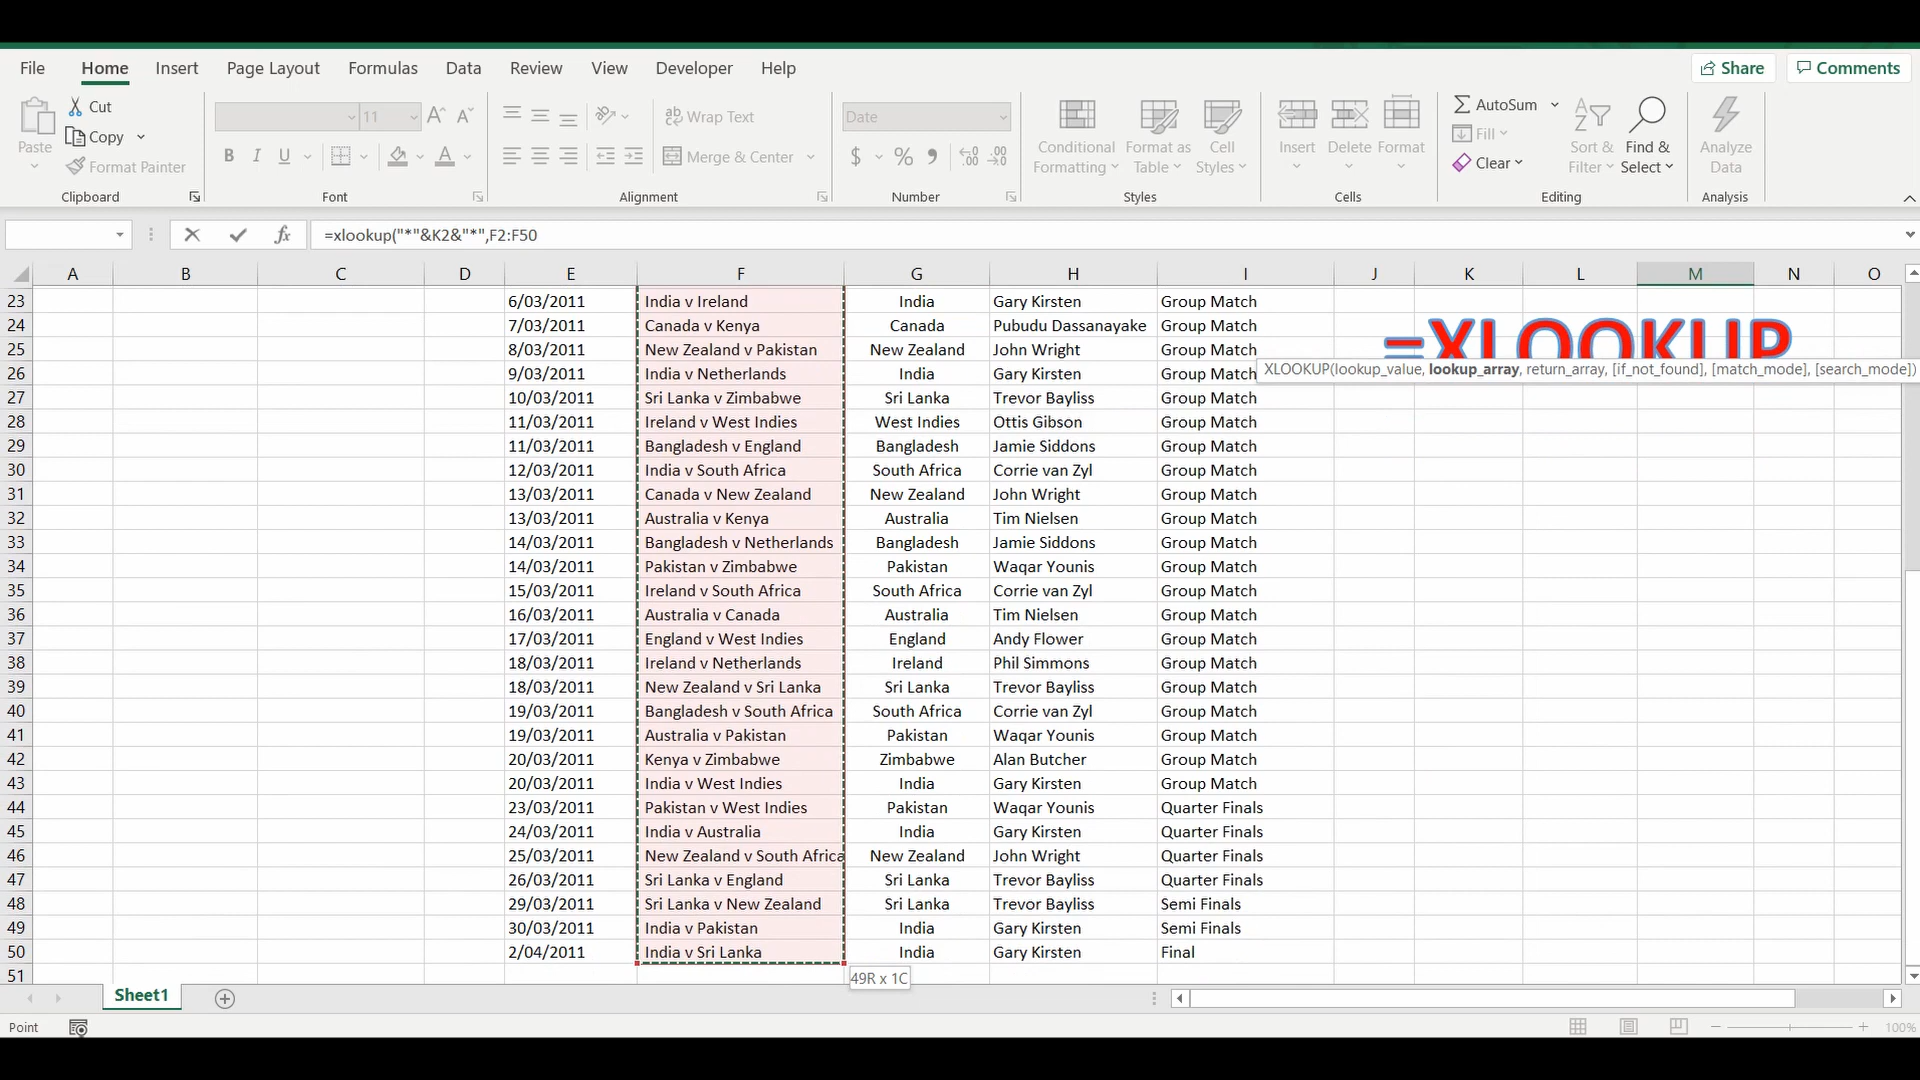 File Home Insert Page Layout Formulas Data Review View Developer Help Share Comments
Paste Cut Copy Format Painter Clipboard
11 B I U Font
Wrap Text Merge & Center Alignment
Date $ % Number
Conditional Formatting Format as Table Cell Styles Styles
Insert Delete Format Cells
AutoSum Fill Clear Sort & Filter Find & Select Editing
Analyze Data Analysis
fx =xlookup("*"&K2&"*",F2:F50
A B C D E F G H I J K L M N O
23 6/03/2011 India v Ireland India Gary Kirsten Group Match
24 7/03/2011 Canada v Kenya Canada Pubudu Dassanayake Group Match
25 8/03/2011 New Zealand v Pakistan New Zealand John Wright Group Match
=XLOOKUP
26 9/03/2011 India v Netherlands India Gary Kirsten Group Match
XLOOKUP(lookup_value, lookup_array, return_array, [if_not_found], [match_mode], [search_mode])
27 10/03/2011 Sri Lanka v Zimbabwe Sri Lanka Trevor Bayliss Group Match
28 11/03/2011 Ireland v West Indies West Indies Ottis Gibson Group Match
29 11/03/2011 Bangladesh v England Bangladesh Jamie Siddons Group Match
30 12/03/2011 India v South Africa South Africa Corrie van Zyl Group Match
31 13/03/2011 Canada v New Zealand New Zealand John Wright Group Match
32 13/03/2011 Australia v Kenya Australia Tim Nielsen Group Match
33 14/03/2011 Bangladesh v Netherlands Bangladesh Jamie Siddons Group Match
34 14/03/2011 Pakistan v Zimbabwe Pakistan Waqar Younis Group Match
35 15/03/2011 Ireland v South Africa South Africa Corrie van Zyl Group Match
36 16/03/2011 Australia v Canada Australia Tim Nielsen Group Match
37 17/03/2011 England v West Indies England Andy Flower Group Match
38 18/03/2011 Ireland v Netherlands Ireland Phil Simmons Group Match
39 18/03/2011 New Zealand v Sri Lanka Sri Lanka Trevor Bayliss Group Match
40 19/03/2011 Bangladesh v South Africa South Africa Corrie van Zyl Group Match
41 19/03/2011 Australia v Pakistan Pakistan Waqar Younis Group Match
42 20/03/2011 Kenya v Zimbabwe Zimbabwe Alan Butcher Group Match
43 20/03/2011 India v West Indies India Gary Kirsten Group Match
44 23/03/2011 Pakistan v West Indies Pakistan Waqar Younis Quarter Finals
45 24/03/2011 India v Australia India Gary Kirsten Quarter Finals
46 25/03/2011 New Zealand v South Africa New Zealand John Wright Quarter Finals
47 26/03/2011 Sri Lanka v England Sri Lanka Trevor Bayliss Quarter Finals
48 29/03/2011 Sri Lanka v New Zealand Sri Lanka Trevor Bayliss Semi Finals
49 30/03/2011 India v Pakistan India Gary Kirsten Semi Finals
50 2/04/2011 India v Sri Lanka India Gary Kirsten Final
51 49R x 1C
Sheet1
Point 100%